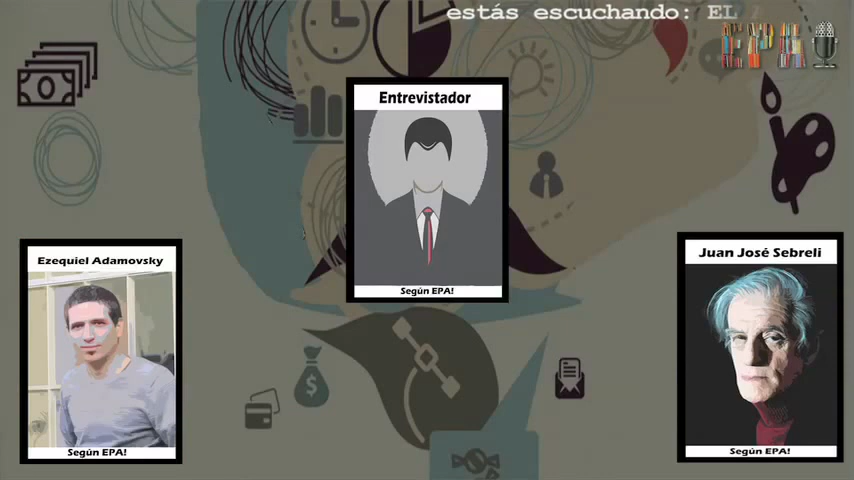 estás escuchando: EL
EPA!
Entrevistador
Según EPA!
Ezequiel Adamovsky
Según EPA!
Juan José Sebreli
Según EPA!